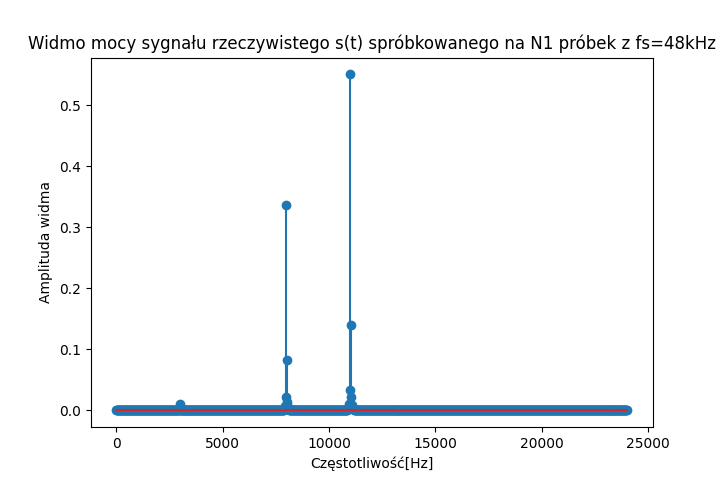 Widmo mocy sygnału rzeczywistego s(t) spróbkowanego na N1 próbek z fs=48kHz
0.5
0.4
0.3
0.2
0.1
0.0
Amplituda widma
0 5000 10000 15000 20000 25000
Częstotliwość[Hz]